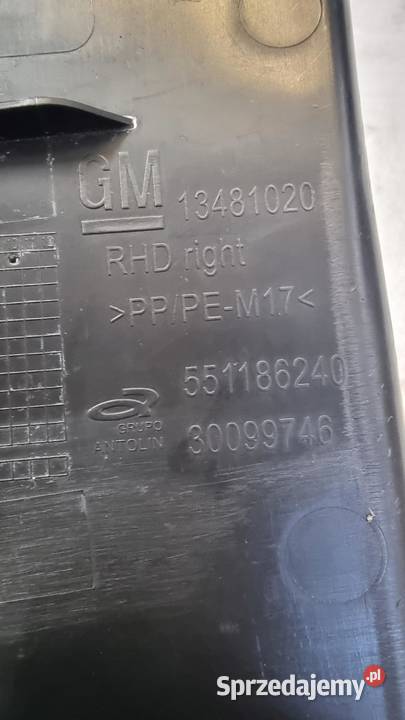 GM 13481020
RHD right
>PP/PE-M17<
551186240
GRUPO
ANTOLIN 30099746
Sprzedajemy.pl